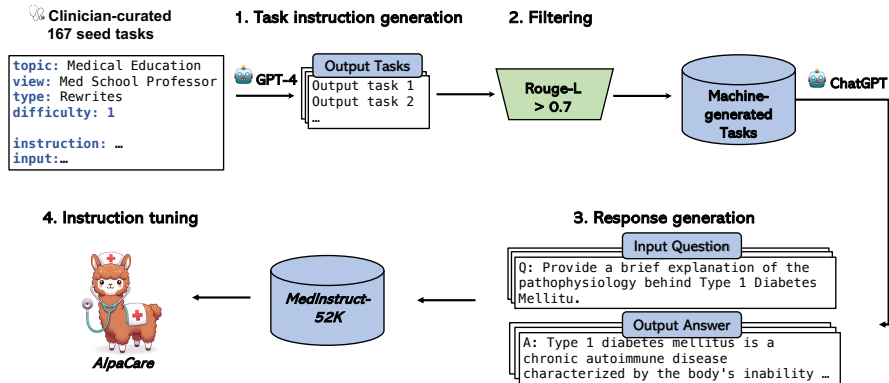 Clinician-curated
167 seed tasks
topic: Medical Education
view: Med School Professor
type: Rewrites
difficulty: 1
instruction: …
input:…
1. Task instruction generation
GPT-4
Output Tasks
Output task 1
Output task 2
…
2. Filtering
Rouge-L
> 0.7
Machine-
generated
Tasks
ChatGPT
3. Response generation
Input Question
Q: Provide a brief explanation of the
pathophysiology behind Type 1 Diabetes
Mellitu.
Output Answer
A: Type 1 diabetes mellitus is a
chronic autoimmune disease
characterized by the body's inability …
MedInstruct-
52K
4. Instruction tuning
AlpaCare